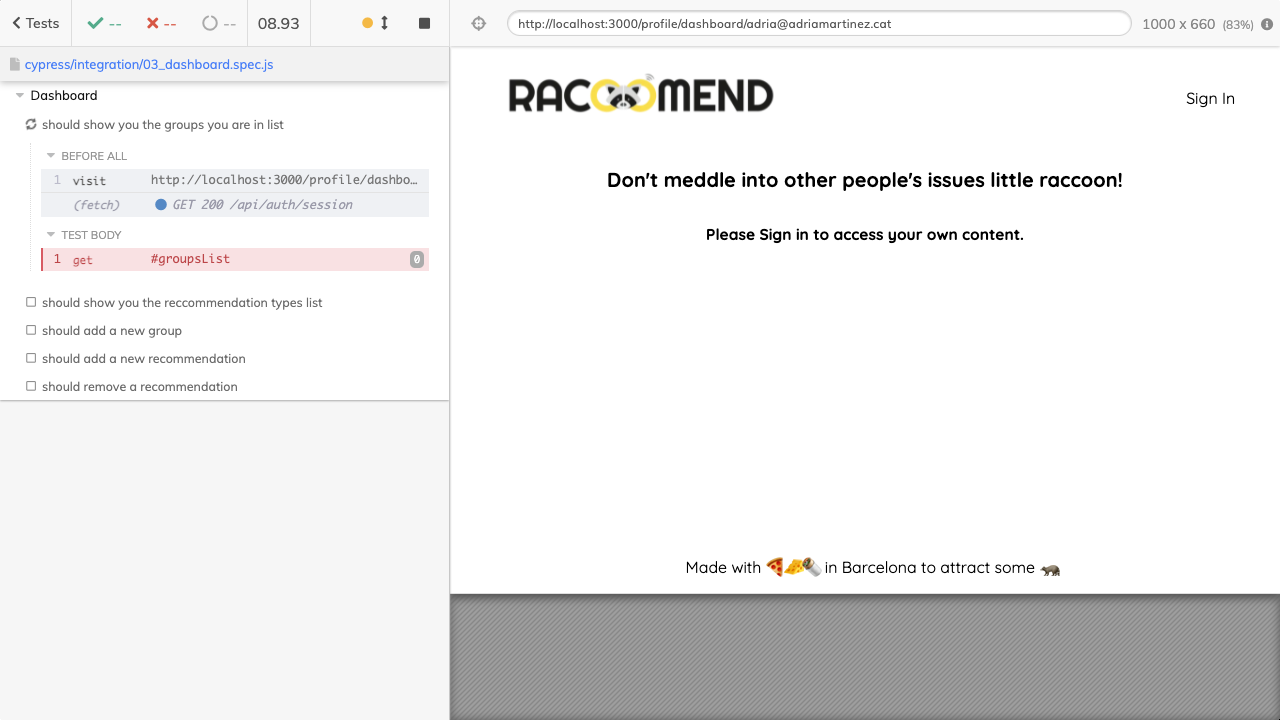 Tests
--
--
--
08.93
cypress/integration/03_dashboard.spec.js
Dashboard
should show you the groups you are in list
BEFORE ALL
1 visit http://localhost:3000/profile/dashbo…
(fetch) GET 200 /api/auth/session
TEST BODY
1 get #groupsList 0
should show you the reccommendation types list
should add a new group
should add a new recommendation
should remove a recommendation
http://localhost:3000/profile/dashboard/adria@adriamartinez.cat
1000 x 660 (83%)
RACOOMEND
Sign In
Don't meddle into other people's issues little raccoon!
Please Sign in to access your own content.
Made with 🍕🧀🌯 in Barcelona to attract some 🦡